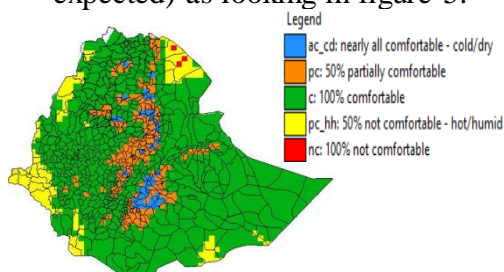 expected) as looking in figure-5.
Legend
ac_cd: nearly all comfortable - cold/dry
pc: 50% partially comfortable
c: 100% comfortable
pc_hh: 50% not comfortable - hot/humid
nc: 100% not comfortable